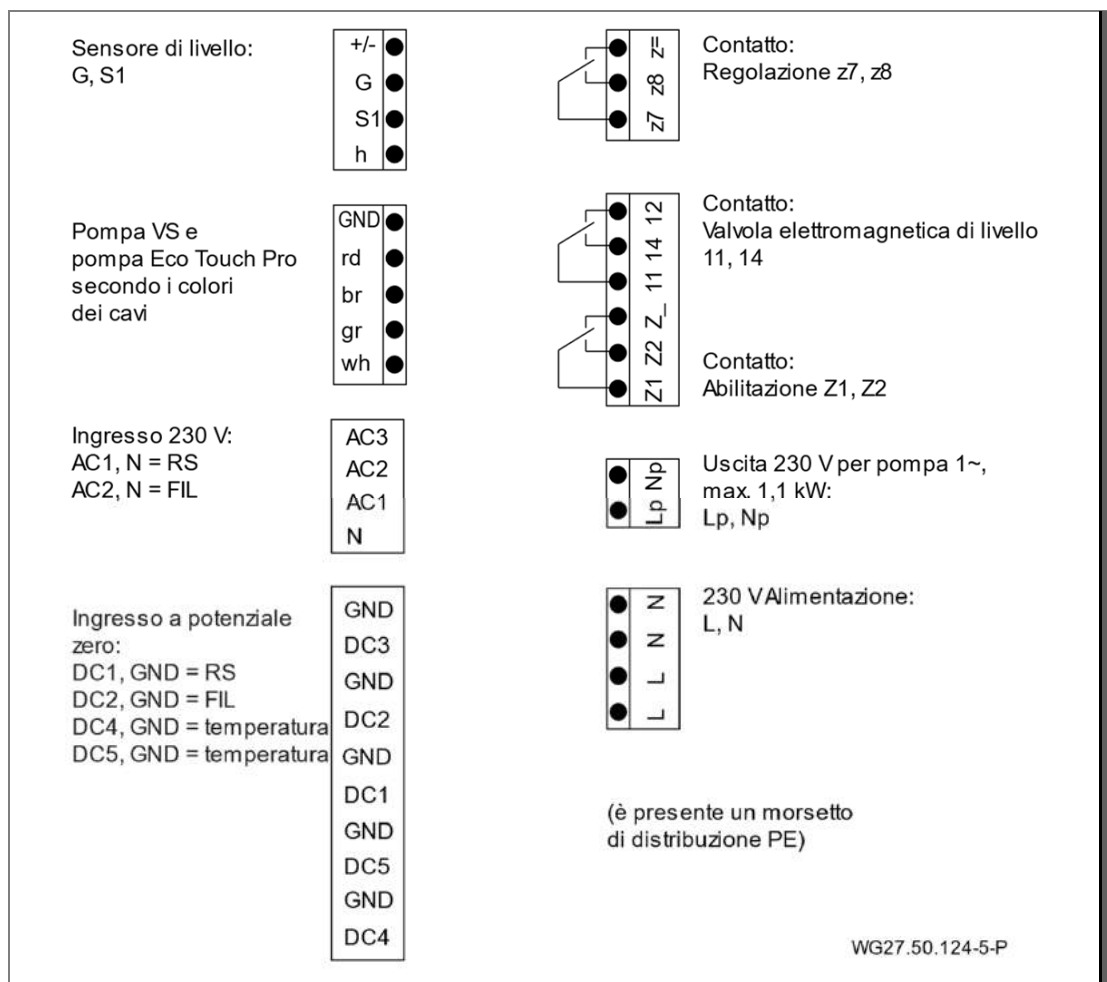 Sensore di livello:
G, S1
+/-
G
S1
h
z=
z8
z7
Contatto:
Regolazione z7, z8
Pompa VS e
pompa Eco Touch Pro
secondo i colori
dei cavi
GND
rd
br
gr
wh
12
14
11
Z_
Z2
Z1
Contatto:
Valvola elettromagnetica di livello
11, 14
Contatto:
Abilitazione Z1, Z2
Ingresso 230 V:
AC1, N = RS
AC2, N = FIL
AC3
AC2
AC1
N
Np
Lp
Uscita 230 V per pompa 1~,
max. 1,1 kW:
Lp, Np
Ingresso a potenziale
zero:
DC1, GND = RS
DC2, GND = FIL
DC4, GND = temperatura
DC5, GND = temperatura
GND
DC3
GND
DC2
GND
DC1
GND
DC5
GND
DC4
N
N
L
L
230 V Alimentazione:
L, N
(è presente un morsetto
di distribuzione PE)
WG27.50.124-5-P